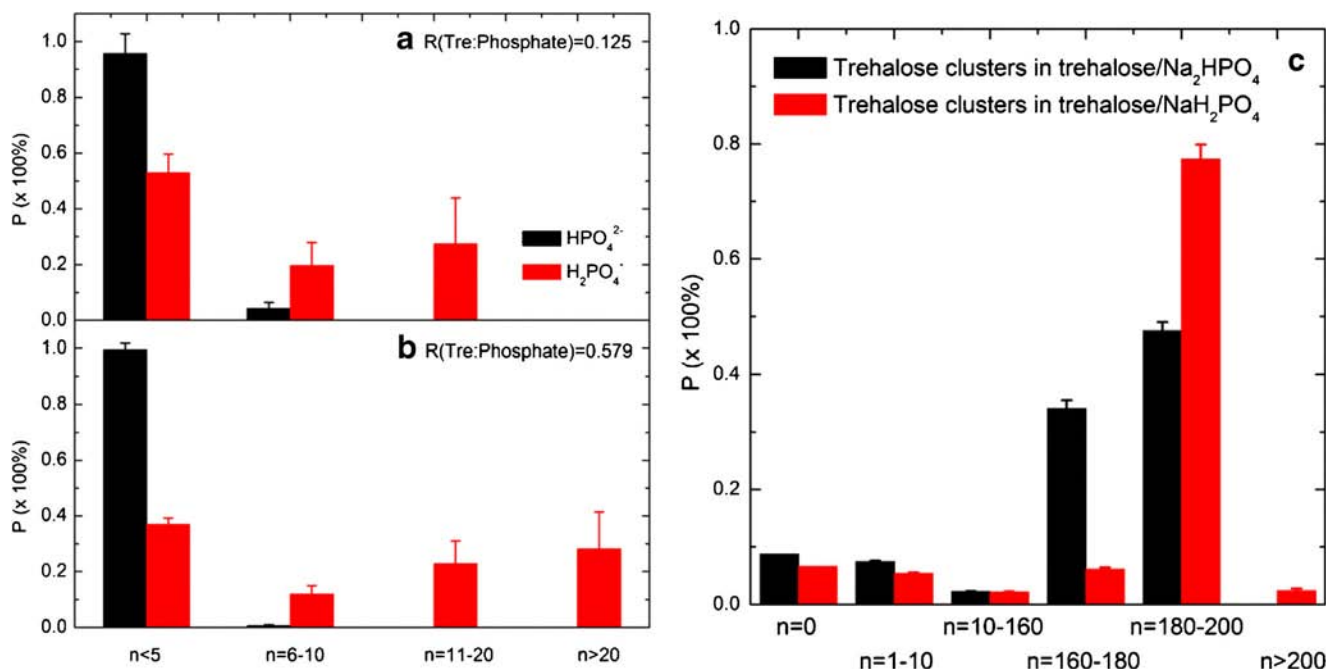 a R(Tre:Phosphate)=0.125
1.0
0.8
0.6
0.4
0.2
0.0
P (x 100%)
HPO₄²⁻
H₂PO₄⁻
b R(Tre:Phosphate)=0.579
1.0
0.8
0.6
0.4
0.2
0.0
P (x 100%)
n<5 n=6-10 n=11-20 n>20
c
Trehalose clusters in trehalose/Na₂HPO₄
Trehalose clusters in trehalose/NaH₂PO₄
1.0
0.8
0.6
0.4
0.2
0.0
P (x 100%)
n=0 n=10-160 n=180-200
n=1-10 n=160-180 n>200